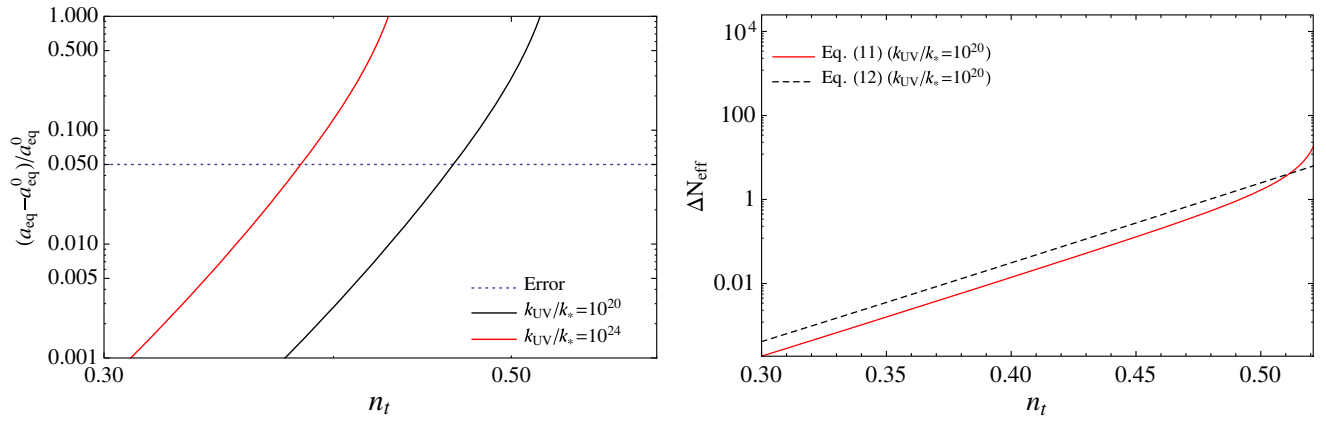 1.000
0.500
0.100
0.050
0.010
0.005
0.001
(a_eq−a_eq^0)/a_eq^0
Error
k_UV/k_*=10^20
k_UV/k_*=10^24
0.30 0.50
n_t
10^4
100
1
0.01
ΔN_eff
Eq. (11) (k_UV/k_*=10^20)
Eq. (12) (k_UV/k_*=10^20)
0.30 0.35 0.40 0.45 0.50
n_t